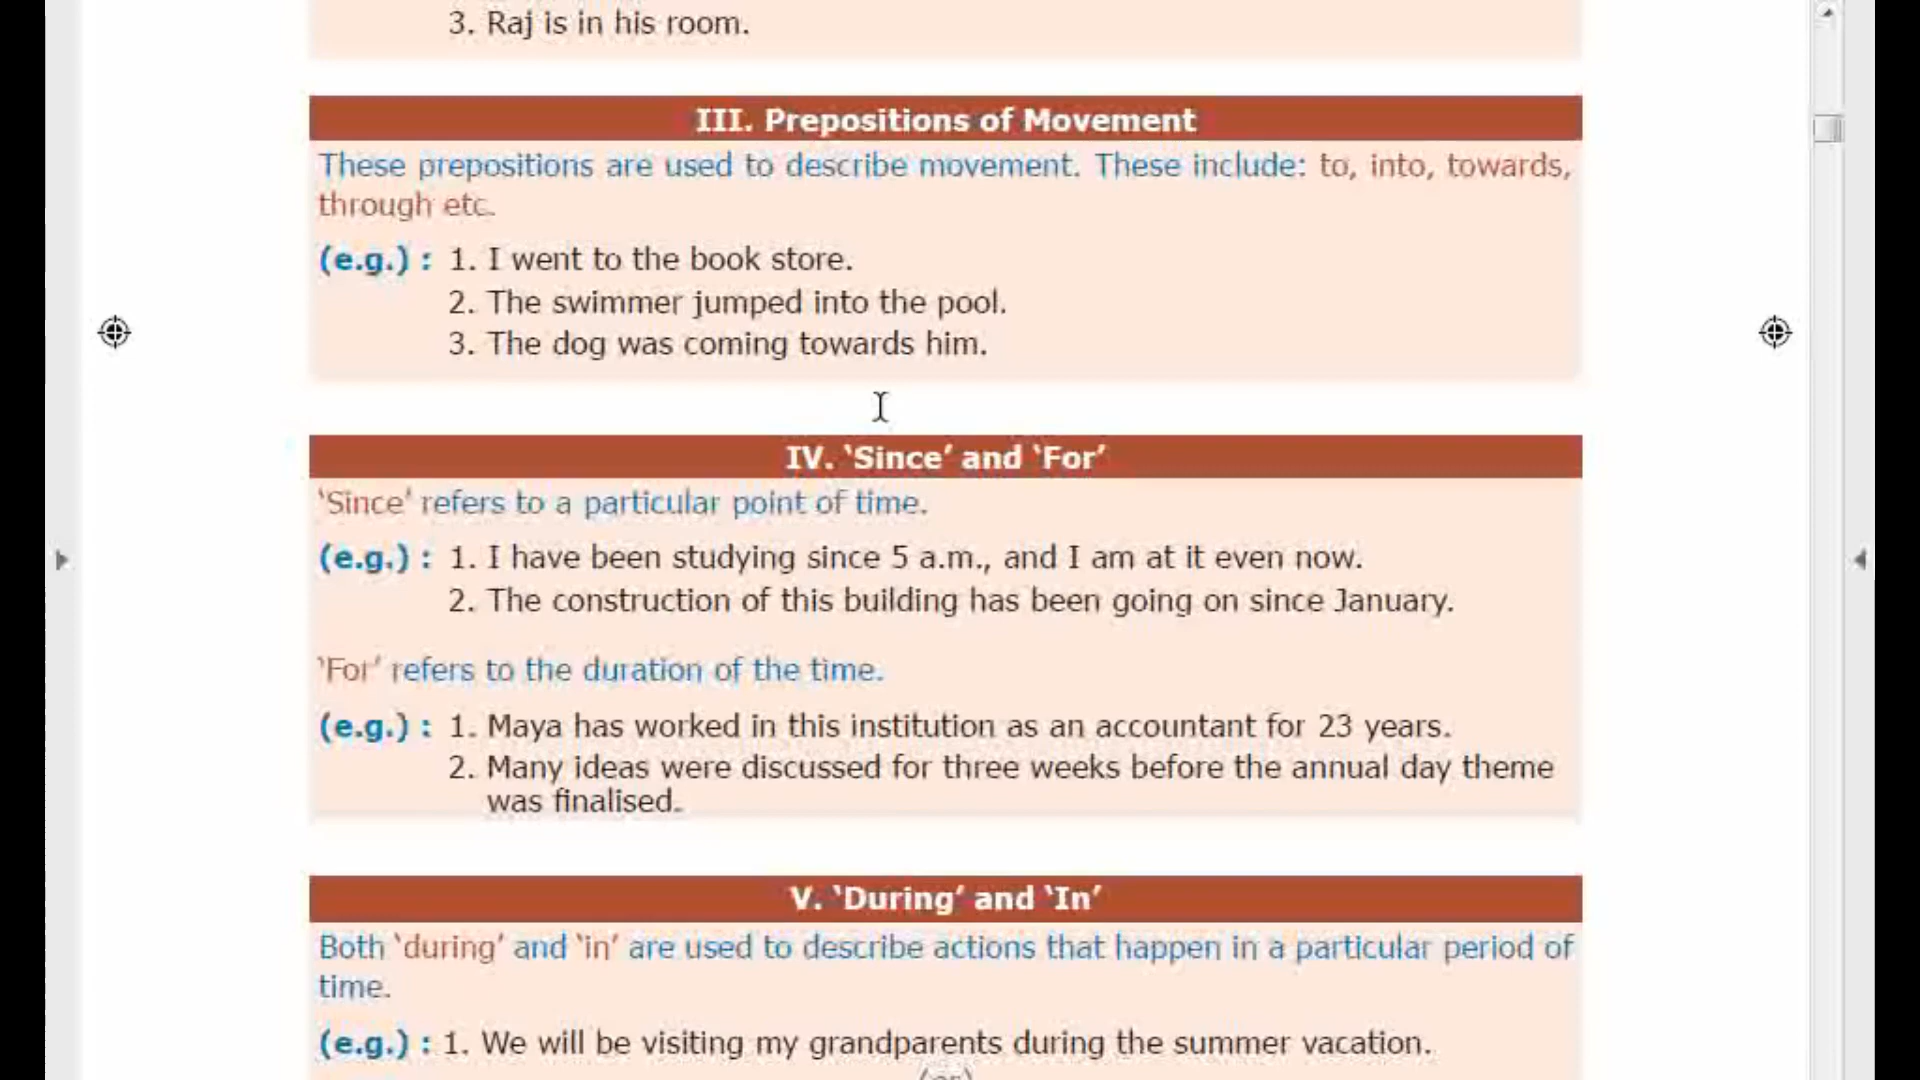 3. Raj is in his room.
III. Prepositions of Movement
These prepositions are used to describe movement. These include: to, into, towards,
through etc.
(e.g.) : 1. I went to the book store.
2. The swimmer jumped into the pool.
3. The dog was coming towards him.
IV. ‘Since’ and ‘For’
‘Since’ refers to a particular point of time.
(e.g.) : 1. I have been studying since 5 a.m., and I am at it even now.
2. The construction of this building has been going on since January.
‘For’ refers to the duration of the time.
(e.g.) : 1. Maya has worked in this institution as an accountant for 23 years.
2. Many ideas were discussed for three weeks before the annual day theme
was finalised.
V. ‘During’ and ‘In’
Both ‘during’ and ‘in’ are used to describe actions that happen in a particular period of
time.
(e.g.) : 1. We will be visiting my grandparents during the summer vacation.